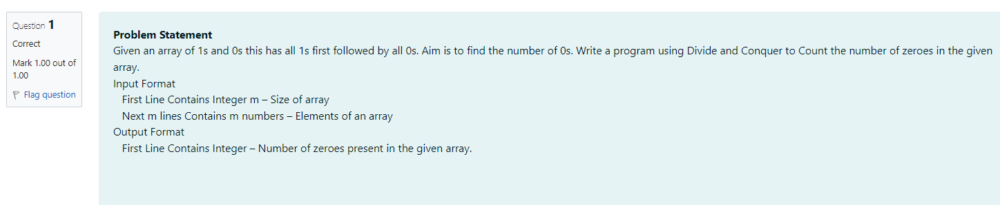 Question 1
Correct
Mark 1.00 out of
1.00
Flag question
Problem Statement
Given an array of 1s and 0s this has all 1s first followed by all 0s. Aim is to find the number of 0s. Write a program using Divide and Conquer to Count the number of zeroes in the given
array.
Input Format
First Line Contains Integer m – Size of array
Next m lines Contains m numbers – Elements of an array
Output Format
First Line Contains Integer – Number of zeroes present in the given array.